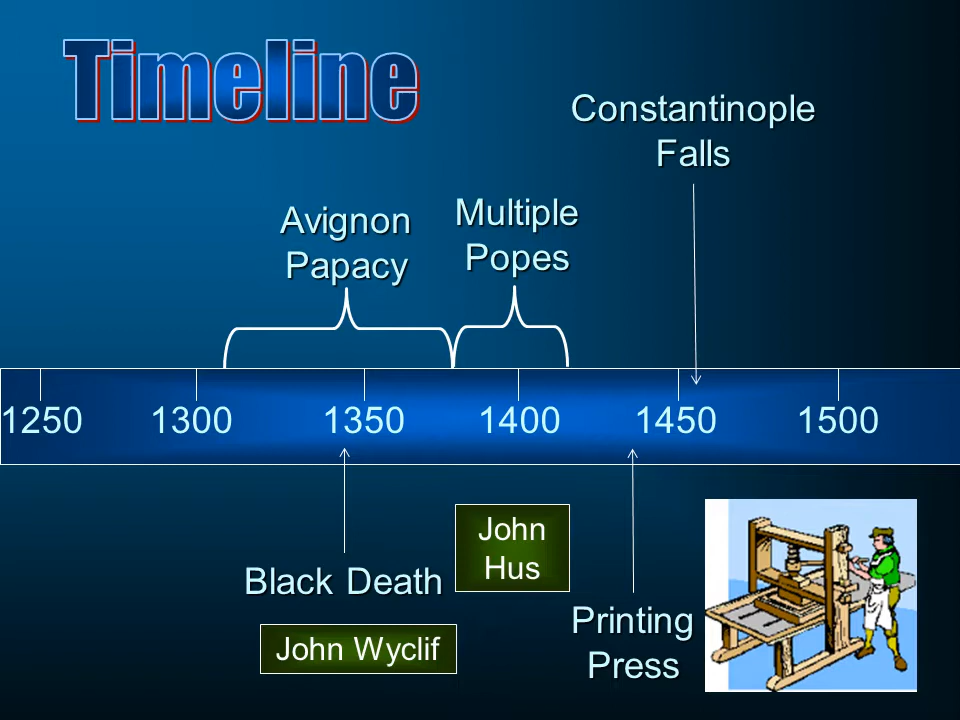 Timeline
Constantinople
Falls
Avignon
Papacy
Multiple
Popes
1250 1300 1350 1400 1450 1500
John
Hus
Black Death
Printing
Press
John Wyclif